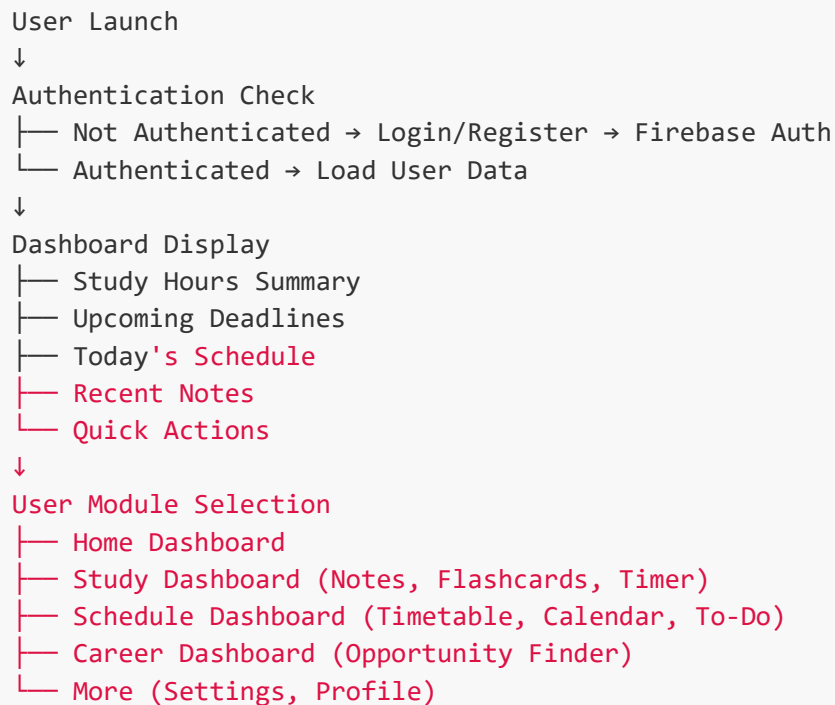 User Launch
↓
Authentication Check
├── Not Authenticated → Login/Register → Firebase Auth
└── Authenticated → Load User Data
↓
Dashboard Display
├── Study Hours Summary
├── Upcoming Deadlines
├── Today's Schedule
├── Recent Notes
└── Quick Actions
↓
User Module Selection
├── Home Dashboard
├── Study Dashboard (Notes, Flashcards, Timer)
├── Schedule Dashboard (Timetable, Calendar, To-Do)
├── Career Dashboard (Opportunity Finder)
└── More (Settings, Profile)